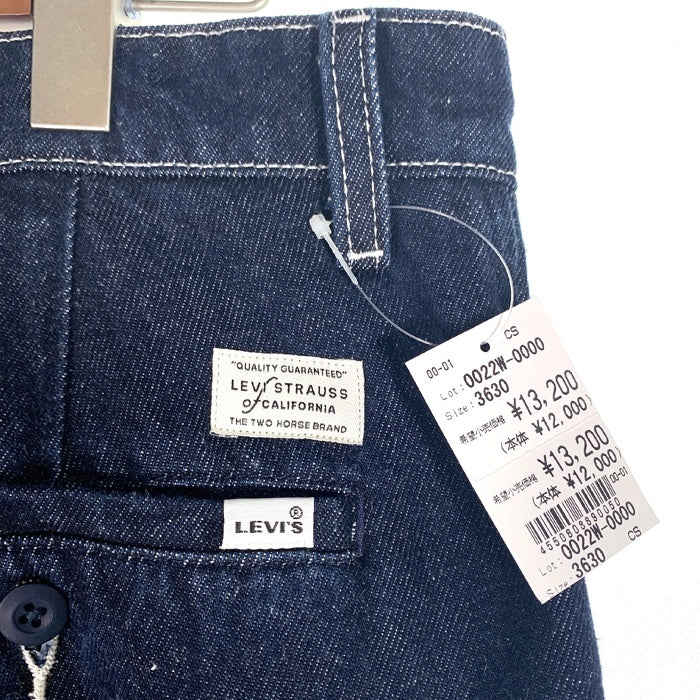 "QUALITY GUARANTEED"
LEVI STRAUSS
of CALIFORNIA
THE TWO HORSE BRAND
LEVI'S®
00-01 CS
Lot: 0022W-0000
Size: 3630
希望小売価格 ¥13,200
(本体 ¥12,000)
希望小売価格 ¥13,200
(本体 ¥12,000)
00-01
4550608690050
Lot: 0022W-0000
Size: 3630 CS